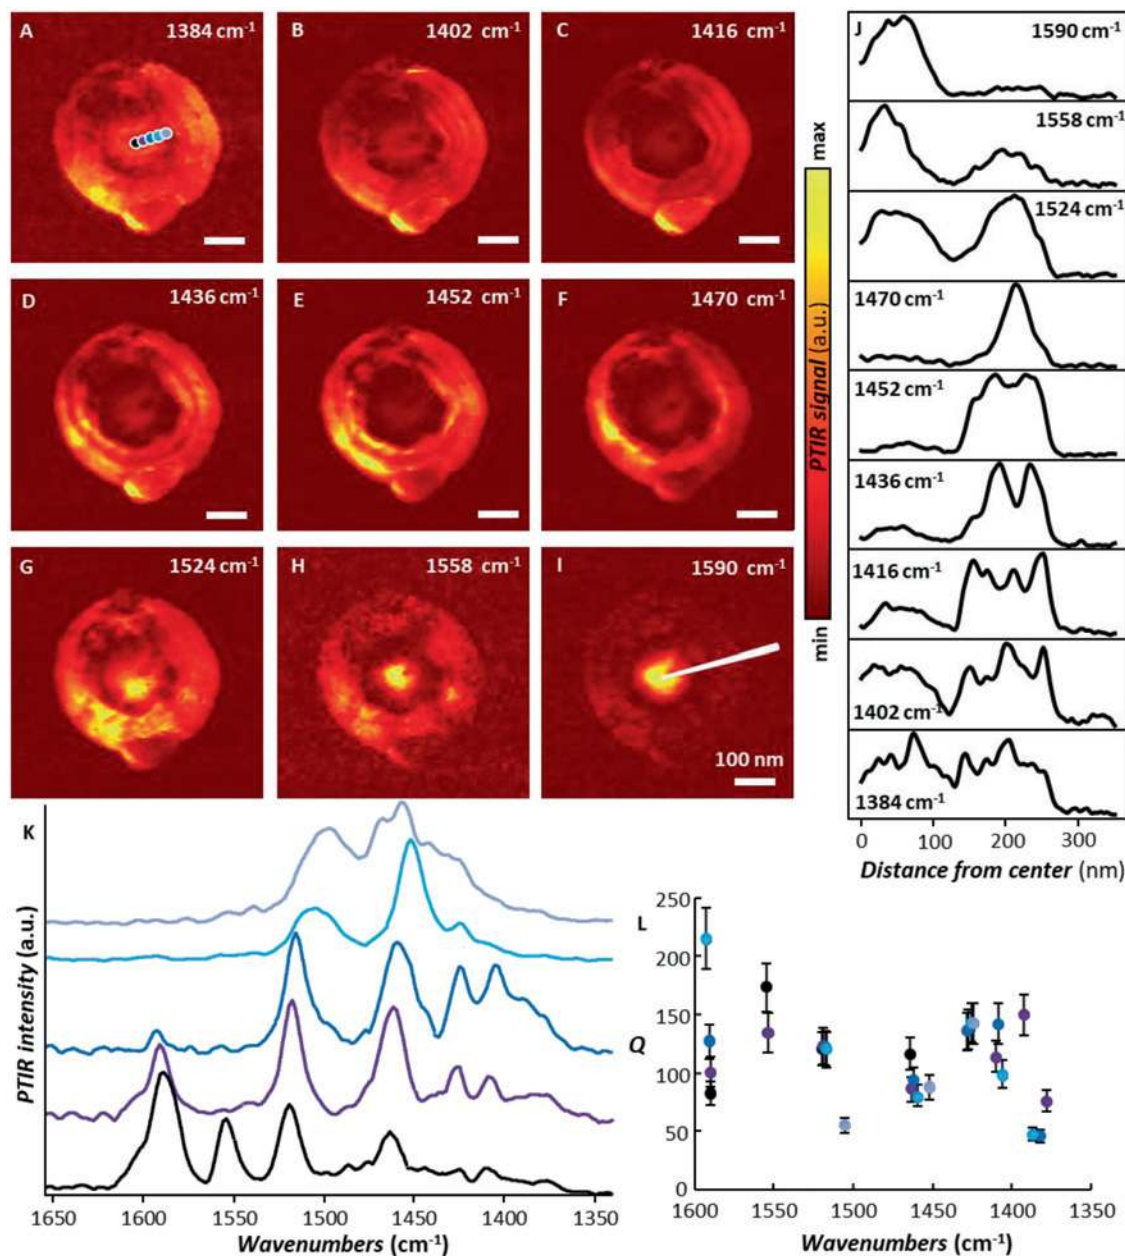 A 1384 cm⁻¹
B 1402 cm⁻¹
C 1416 cm⁻¹
D 1436 cm⁻¹
E 1452 cm⁻¹
F 1470 cm⁻¹
G 1524 cm⁻¹
H 1558 cm⁻¹
I 1590 cm⁻¹
100 nm
max
PTIR signal (a.u.)
min
J 1590 cm⁻¹
1558 cm⁻¹
1524 cm⁻¹
1470 cm⁻¹
1452 cm⁻¹
1436 cm⁻¹
1416 cm⁻¹
1402 cm⁻¹
1384 cm⁻¹
0 100 200 300
Distance from center (nm)
K
PTIR intensity (a.u.)
1650 1600 1550 1500 1450 1400 1350
Wavenumbers (cm⁻¹)
L
Q
250
200
150
100
50
0
1600 1550 1500 1450 1400 1350
Wavenumbers (cm⁻¹)